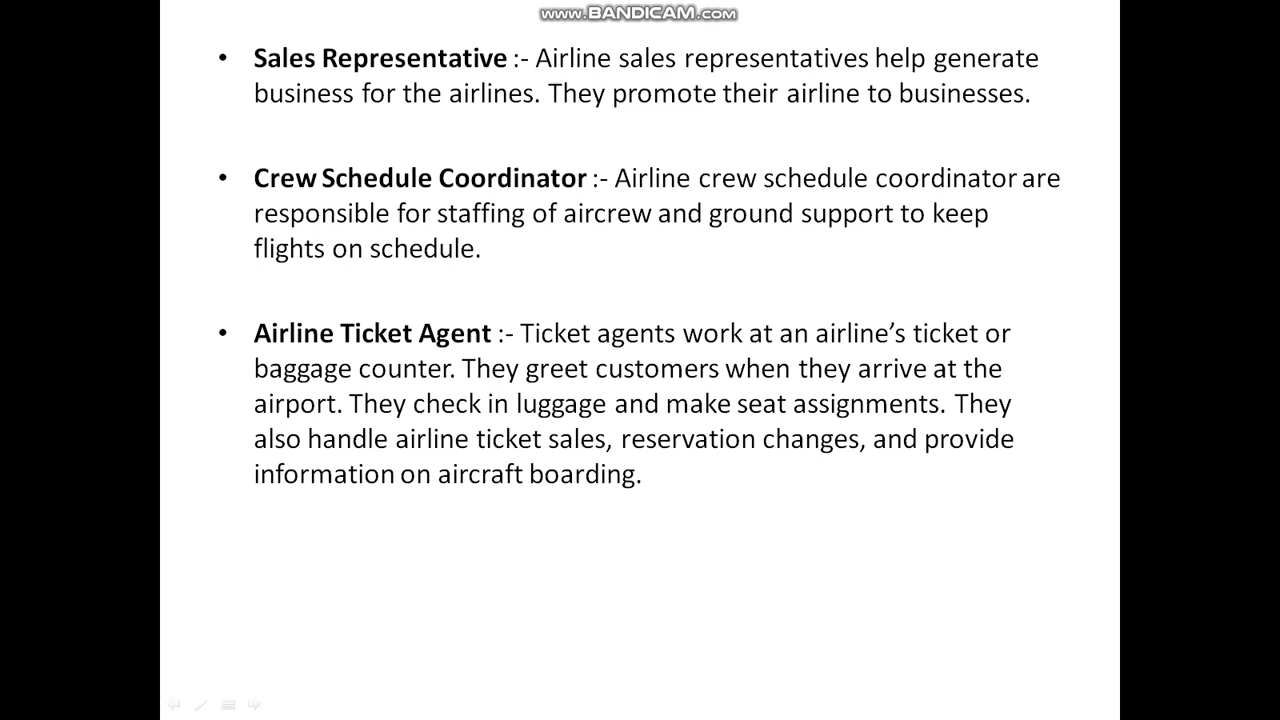 www.BANDICAM.com
• Sales Representative :- Airline sales representatives help generate
business for the airlines. They promote their airline to businesses.
• Crew Schedule Coordinator :- Airline crew schedule coordinator are
responsible for staffing of aircrew and ground support to keep
flights on schedule.
• Airline Ticket Agent :- Ticket agents work at an airline’s ticket or
baggage counter. They greet customers when they arrive at the
airport. They check in luggage and make seat assignments. They
also handle airline ticket sales, reservation changes, and provide
information on aircraft boarding.